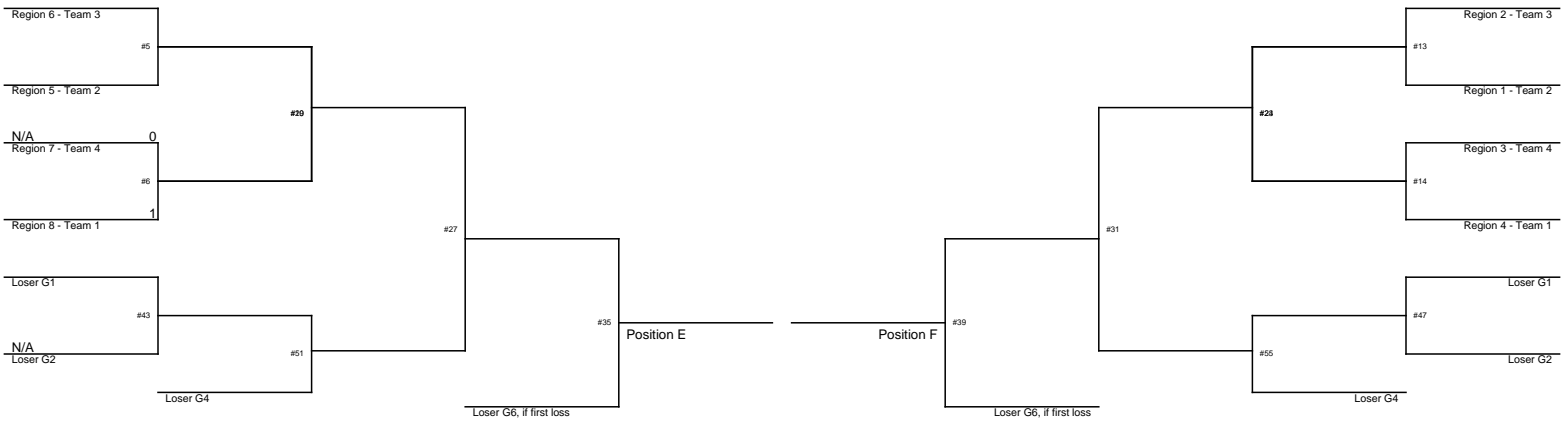 Region 6 - Team 3
#5
Region 5 - Team 2
N/A 0
Region 7 - Team 4
#6
1
Region 8 - Team 1
#27
Loser G1
#43
N/A
Loser G2
#51
Loser G4
#35
Position E
Loser G6, if first loss
Region 2 - Team 3
#13
Region 1 - Team 2
Region 3 - Team 4
#14
Region 4 - Team 1
#31
Loser G1
#47
Loser G2
#55
Loser G4
#39
Position F
Loser G6, if first loss